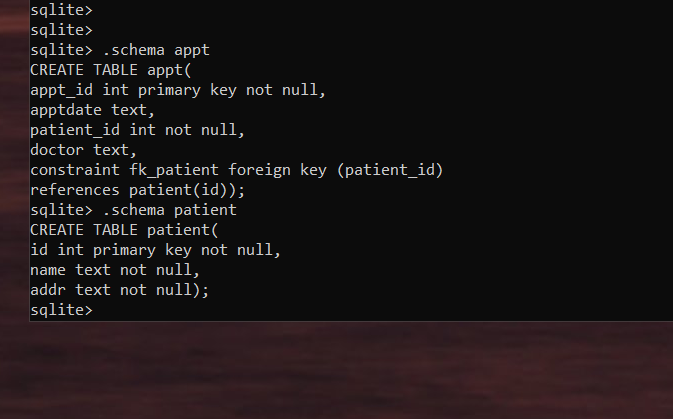 sqlite>
sqlite>
sqlite> .schema appt
CREATE TABLE appt(
appt_id int primary key not null,
apptdate text,
patient_id int not null,
doctor text,
constraint fk_patient foreign key (patient_id)
references patient(id));
sqlite> .schema patient
CREATE TABLE patient(
id int primary key not null,
name text not null,
addr text not null);
sqlite>